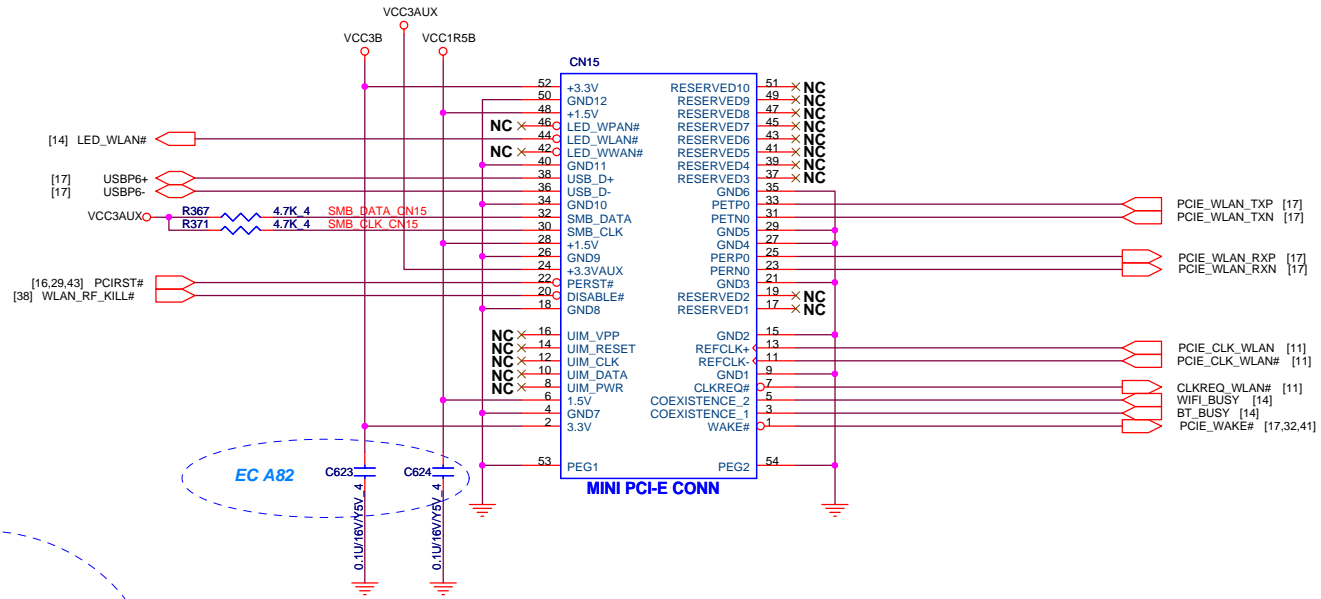 VCC3AUX
VCC3B
VCC1R5B
CN15
52 +3.3V RESERVED10 51 NC
50 GND12 RESERVED9 49 NC
48 +1.5V RESERVED8 47 NC
NC 46 LED_WPAN# RESERVED7 45 NC
[14] LED_WLAN# 44 LED_WLAN# RESERVED6 43 NC
NC 42 LED_WWAN# RESERVED5 41 NC
40 GND11 RESERVED4 39 NC
[17] USBP6+ 38 USB_D+ RESERVED3 37 NC
[17] USBP6- 36 USB_D- GND6 35
34 GND10 PETP0 33 PCIE_WLAN_TXP [17]
VCC3AUX R367 4.7K_4 SMB_DATA_CN15 32 SMB_DATA PETN0 31 PCIE_WLAN_TXN [17]
R371 4.7K_4 SMB_CLK_CN15 30 SMB_CLK GND5 29
28 +1.5V GND4 27
26 GND9 PERP0 25 PCIE_WLAN_RXP [17]
24 +3.3VAUX PERN0 23 PCIE_WLAN_RXN [17]
[16,29,43] PCIRST# 22 PERST# GND3 21
[38] WLAN_RF_KILL# 20 DISABLE# RESERVED2 19 NC
18 GND8 RESERVED1 17 NC
NC 16 UIM_VPP GND2 15
NC 14 UIM_RESET REFCLK+ 13 PCIE_CLK_WLAN [11]
NC 12 UIM_CLK REFCLK- 11 PCIE_CLK_WLAN# [11]
NC 10 UIM_DATA GND1 9
NC 8 UIM_PWR CLKREQ# 7 CLKREQ_WLAN# [11]
6 1.5V COEXISTENCE_2 5 WIFI_BUSY [14]
4 GND7 COEXISTENCE_1 3 BT_BUSY [14]
2 3.3V WAKE# 1 PCIE_WAKE# [17,32,41]
53 PEG1 PEG2 54
EC A82 C623 C624
MINI PCI-E CONN
0.1U/16V/Y5V_4
0.1U/16V/Y5V_4